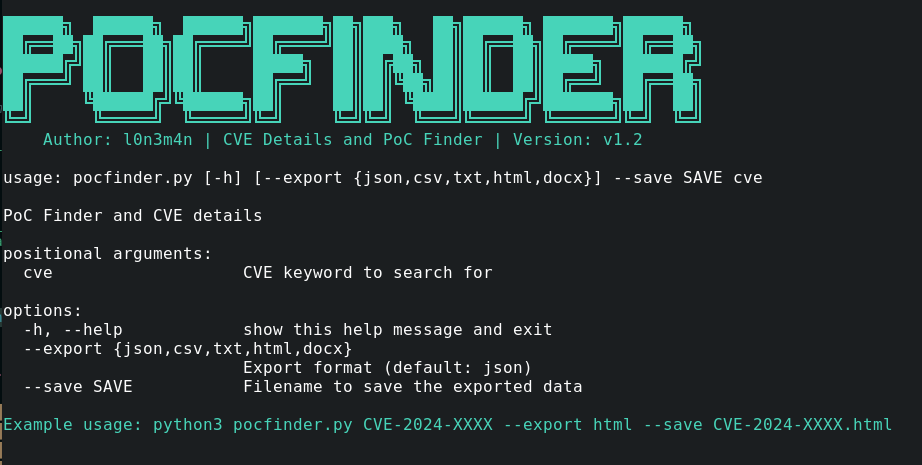 POCFINDER
Author: l0n3m4n | CVE Details and PoC Finder | Version: v1.2
usage: pocfinder.py [-h] [--export {json,csv,txt,html,docx}] --save SAVE cve
PoC Finder and CVE details
positional arguments:
  cve                   CVE keyword to search for
options:
  -h, --help            show this help message and exit
  --export {json,csv,txt,html,docx}
                        Export format (default: json)
  --save SAVE           Filename to save the exported data
Example usage: python3 pocfinder.py CVE-2024-XXXX --export html --save CVE-2024-XXXX.html